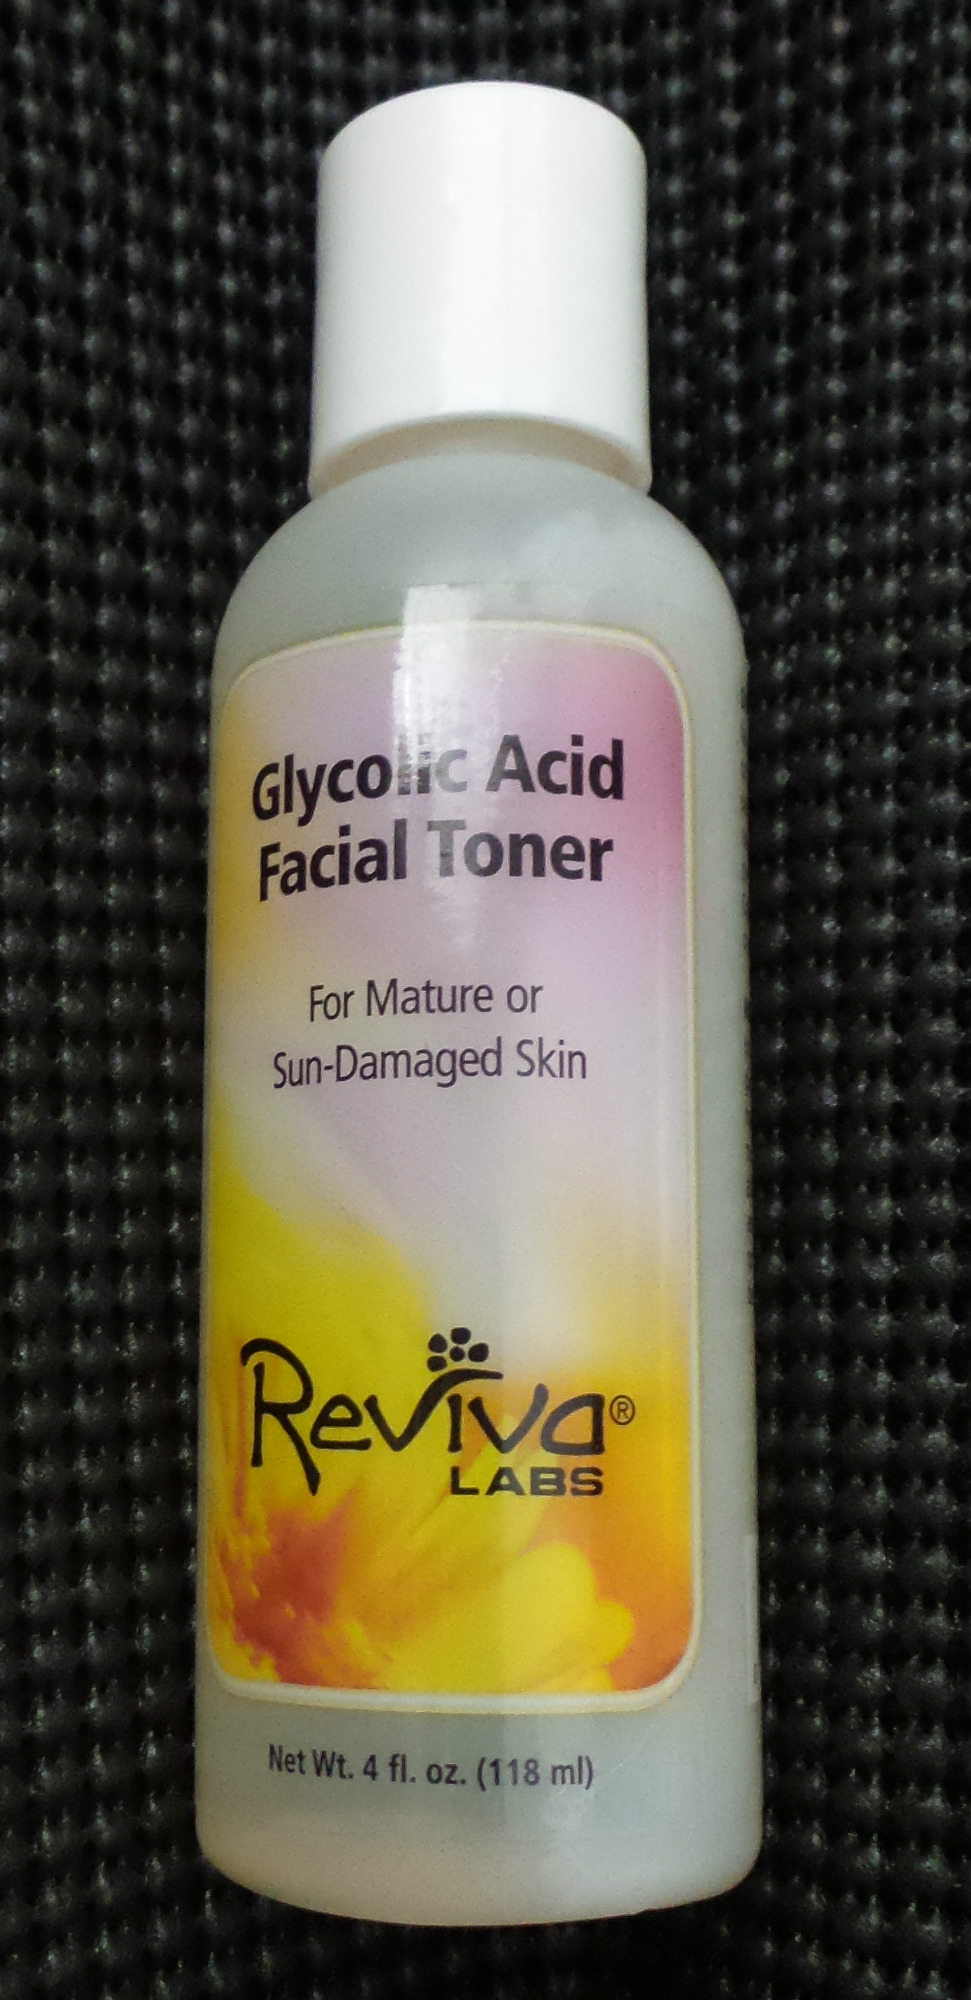 Glycolic Acid
Facial Toner
For Mature or
Sun-Damaged Skin
Reviva®
LABS
Net Wt. 4 fl. oz. (118 ml)